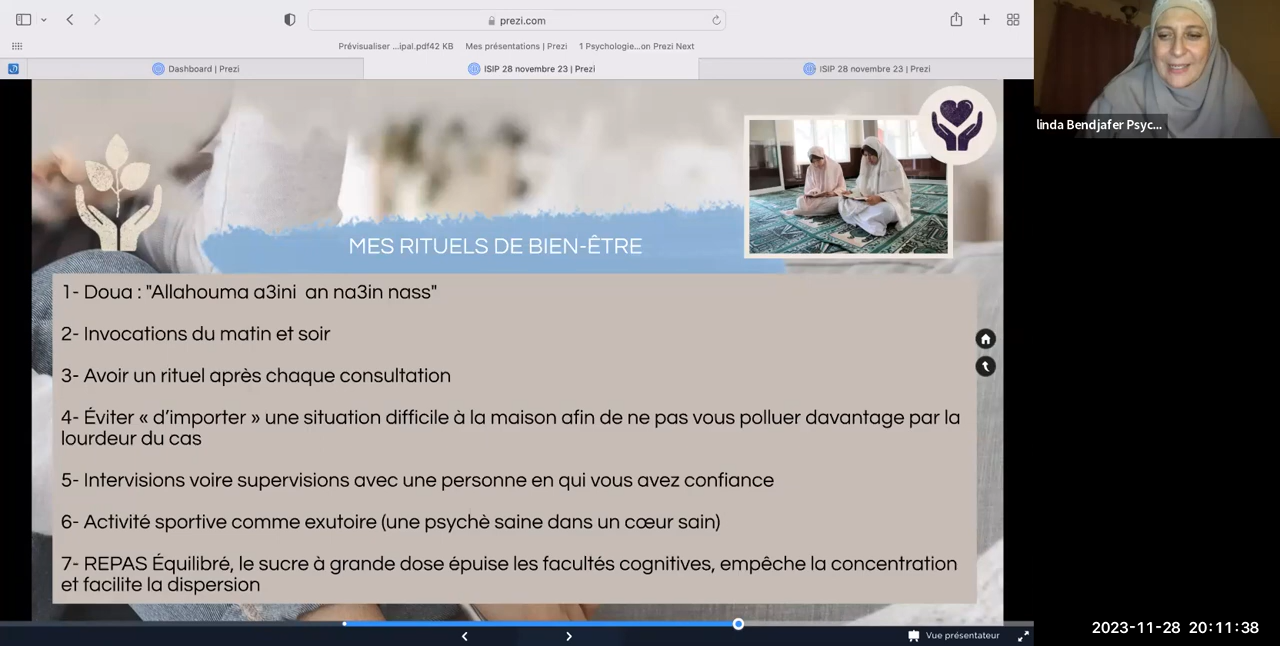 prezi.com
Prévisualiser ...ipal.pdf42 KB Mes présentations | Prezi 1 Psychologie...on Prezi Next
Dashboard | Prezi ISIP 28 novembre 23 | Prezi ISIP 28 novembre 23 | Prezi
linda Bendjafer Psyc...
MES RITUELS DE BIEN-ÊTRE
1- Doua : "Allahouma a3ini an na3in nass"
2- Invocations du matin et soir
3- Avoir un rituel après chaque consultation
4- Éviter « d'importer » une situation difficile à la maison afin de ne pas vous polluer davantage par la
lourdeur du cas
5- Intervisions voire supervisions avec une personne en qui vous avez confiance
6- Activité sportive comme exutoire (une psychè saine dans un cœur sain)
7- REPAS Équilibré, le sucre à grande dose épuise les facultés cognitives, empêche la concentration
et facilite la dispersion
Vue présentateur
2023-11-28 20:11:38